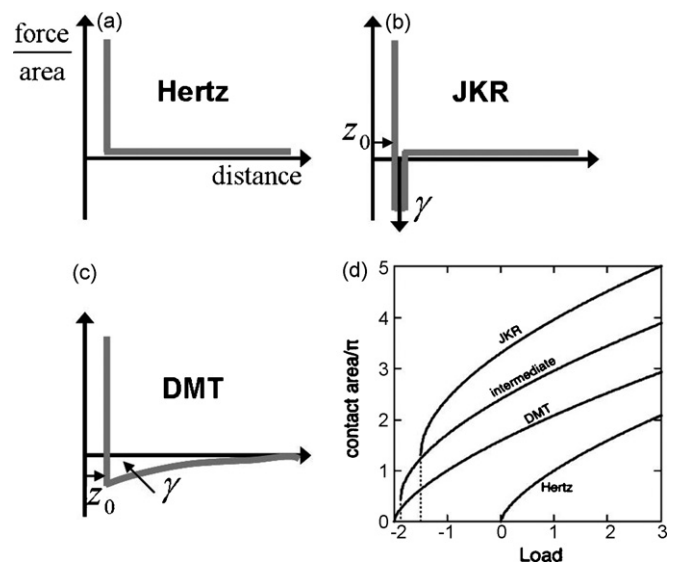 (a)
force
area
Hertz
distance
(b)
JKR
z₀
γ
(c)
DMT
z₀
γ
(d)
contact area/π
5
4
3
2
1
0
JKR
intermediate
DMT
Hertz
-2 -1 0 1 2 3
Load